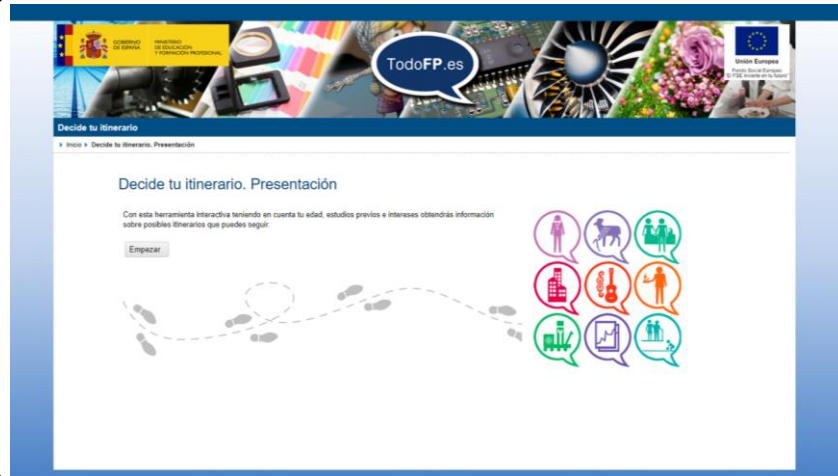 GOBIERNO
DE ESPAÑA
MINISTERIO
DE EDUCACIÓN
Y FORMACIÓN PROFESIONAL
TodoFP.es
Unión Europea
Fondo Social Europeo
Decide tu itinerario
Inicio Decide tu itinerario. Presentación
Decide tu itinerario. Presentación
Con esta herramienta interactiva teniendo en cuenta tu edad, estudios previos e intereses obtendrás información
sobre posibles itinerarios que puedes seguir.
Empezar